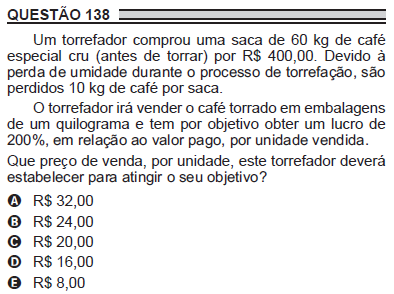 QUESTÃO 138
Um torrefador comprou uma saca de 60 kg de café
especial cru (antes de torrar) por R$ 400,00. Devido à
perda de umidade durante o processo de torrefação, são
perdidos 10 kg de café por saca.
O torrefador irá vender o café torrado em embalagens
de um quilograma e tem por objetivo obter um lucro de
200%, em relação ao valor pago, por unidade vendida.
Que preço de venda, por unidade, este torrefador deverá
estabelecer para atingir o seu objetivo?
A R$ 32,00
B R$ 24,00
C R$ 20,00
D R$ 16,00
E R$ 8,00